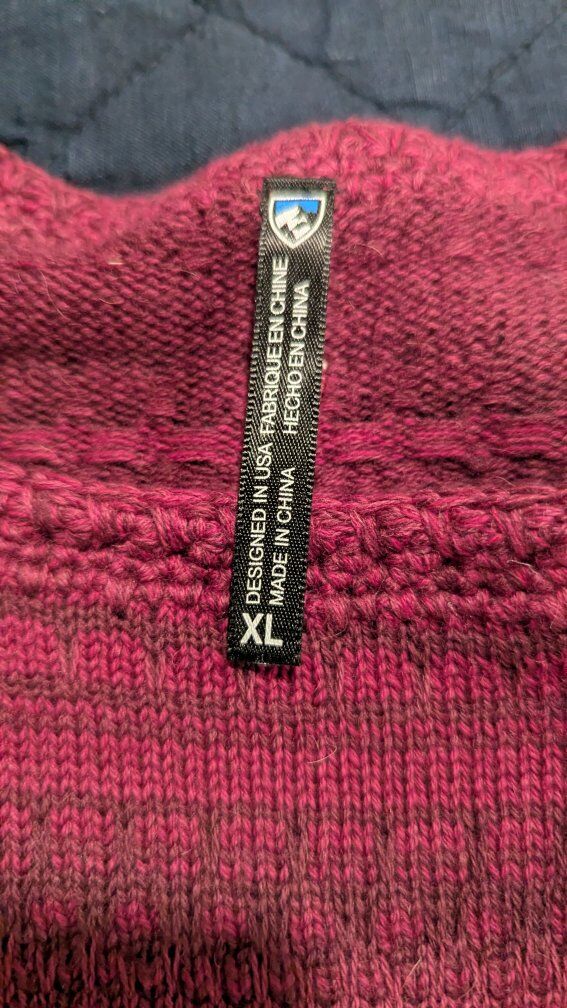 XL
DESIGNED IN USA FABRIQUE EN CHINE
MADE IN CHINA HECHO EN CHINA